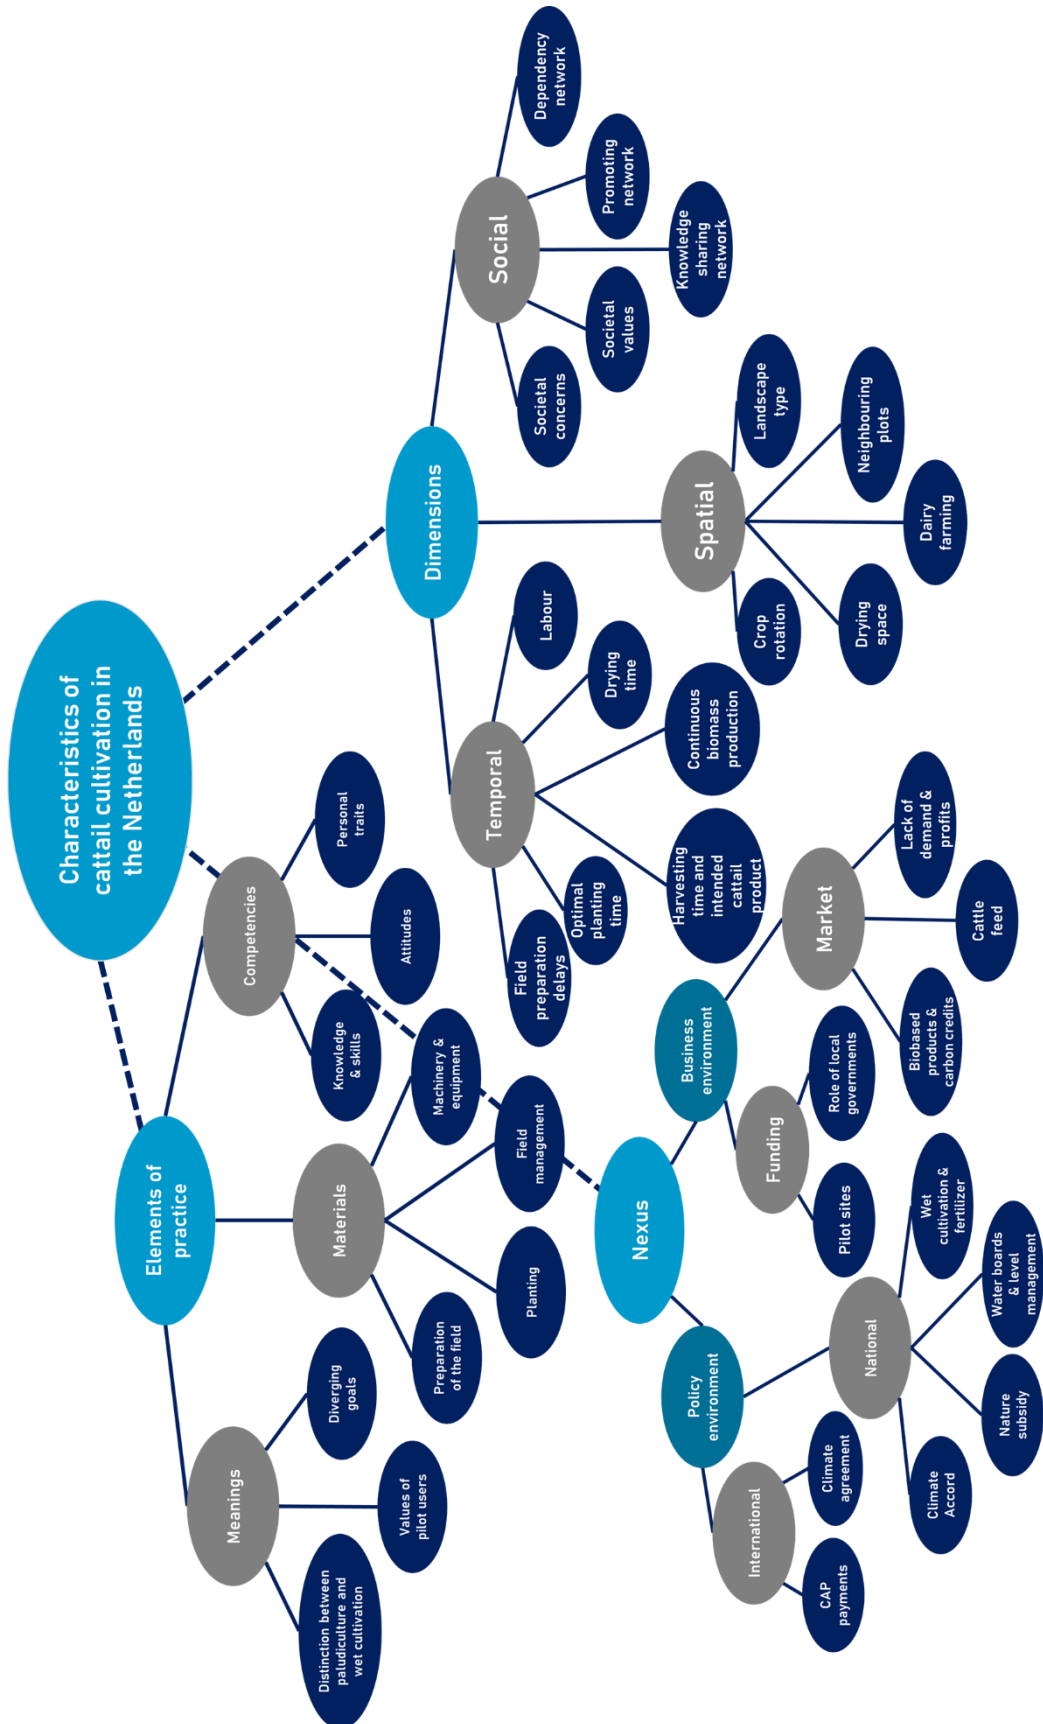 Characteristics of
cattail cultivation in
the Netherlands
Elements of
practice
Meanings
Distinction between
paludiculture and
wet cultivation
Values of
pilot users
Diverging
goals
Materials
Preparation
of the field
Planting
Field
management
Machinery &
equipment
Competencies
Knowledge
& skills
Attitudes
Personal
traits
Nexus
Policy
environment
International
CAP
payments
Climate
agreement
National
Climate
Accord
Nature
subsidy
Water boards
& level
management
Wet
cultivation &
fertilizer
Business
environment
Funding
Pilot sites
Role of local
governments
Market
Biobased
products &
carbon credits
Cattle
feed
Lack of
demand &
profits
Dimensions
Temporal
Field
preparation
delays
Optimal
planting
time
Harvesting
time and
intended
cattail
product
Continuous
biomass
production
Drying
time
Labour
Spatial
Crop
rotation
Drying
space
Dairy
farming
Neighbouring
plots
Landscape
type
Social
Societal
concerns
Societal
values
Knowledge
sharing
network
Promoting
network
Dependency
network